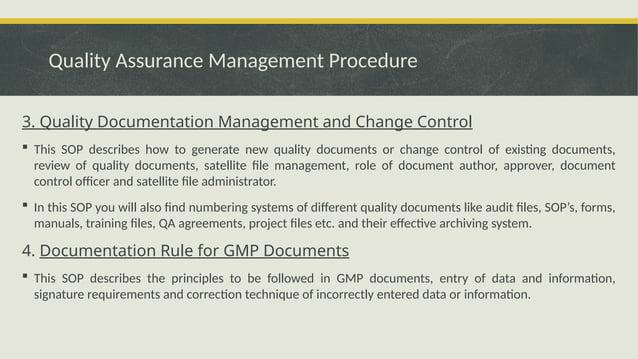 Quality Assurance Management Procedure
3. Quality Documentation Management and Change Control
▪ This SOP describes how to generate new quality documents or change control of existing documents,
review of quality documents, satellite file management, role of document author, approver, document
control officer and satellite file administrator.
▪ In this SOP you will also find numbering systems of different quality documents like audit files, SOP’s, forms,
manuals, training files, QA agreements, project files etc. and their effective archiving system.
4. Documentation Rule for GMP Documents
▪ This SOP describes the principles to be followed in GMP documents, entry of data and information,
signature requirements and correction technique of incorrectly entered data or information.